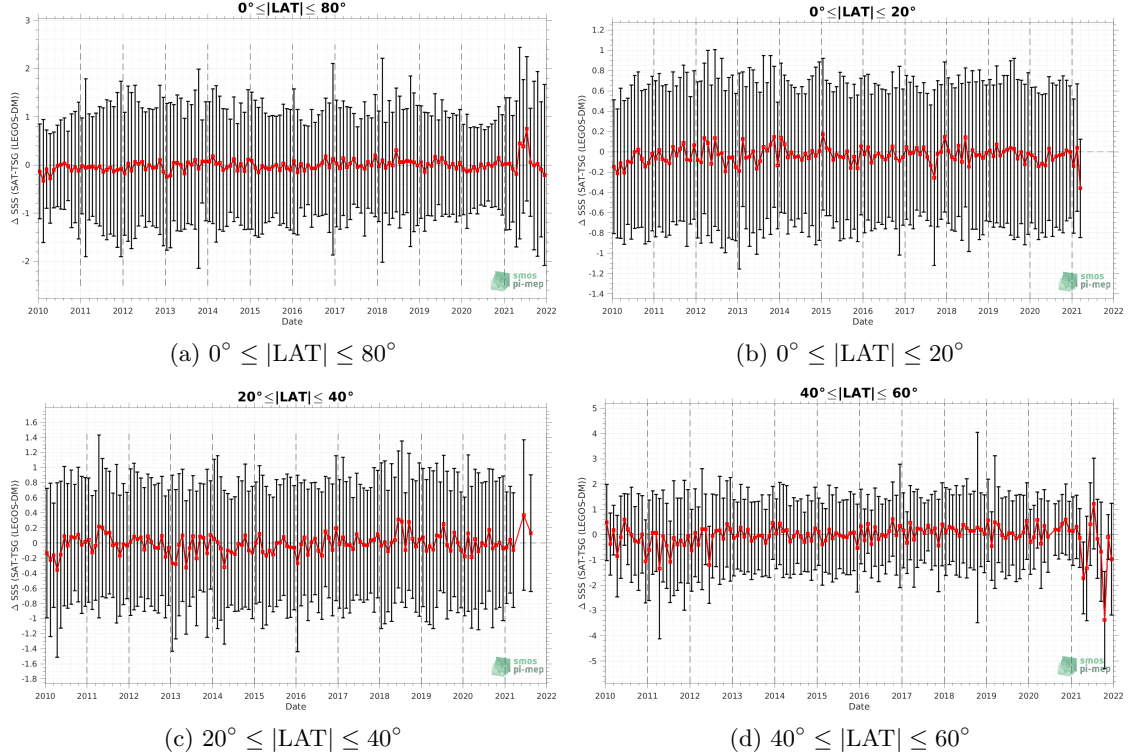 0°≤|LAT|≤ 80°
3
2
1
0
-1
-2
Δ SSS (SAT-TSG (LEGOS-DM))
smos
pi-mep
2010 2011 2012 2013 2014 2015 2016 2017 2018 2019 2020 2021 2022
Date
(a) 0° ≤ |LAT| ≤ 80°
0°≤|LAT|≤ 20°
1.2
1
0.8
0.6
0.4
0.2
0
-0.2
-0.4
-0.6
-0.8
-1
-1.2
-1.4
Δ SSS (SAT-TSG (LEGOS-DM))
smos
pi-mep
2010 2011 2012 2013 2014 2015 2016 2017 2018 2019 2020 2021 2022
Date
(b) 0° ≤ |LAT| ≤ 20°
20°≤|LAT|≤ 40°
1.6
1.4
1.2
1
0.8
0.6
0.4
0.2
0
-0.2
-0.4
-0.6
-0.8
-1
-1.2
-1.4
-1.6
-1.8
Δ SSS (SAT-TSG (LEGOS-DM))
smos
pi-mep
2010 2011 2012 2013 2014 2015 2016 2017 2018 2019 2020 2021 2022
Date
(c) 20° ≤ |LAT| ≤ 40°
40°≤|LAT|≤ 60°
5
4
3
2
1
0
-1
-2
-3
-4
-5
Δ SSS (SAT-TSG (LEGOS-DM))
smos
pi-mep
2010 2011 2012 2013 2014 2015 2016 2017 2018 2019 2020 2021 2022
Date
(d) 40° ≤ |LAT| ≤ 60°